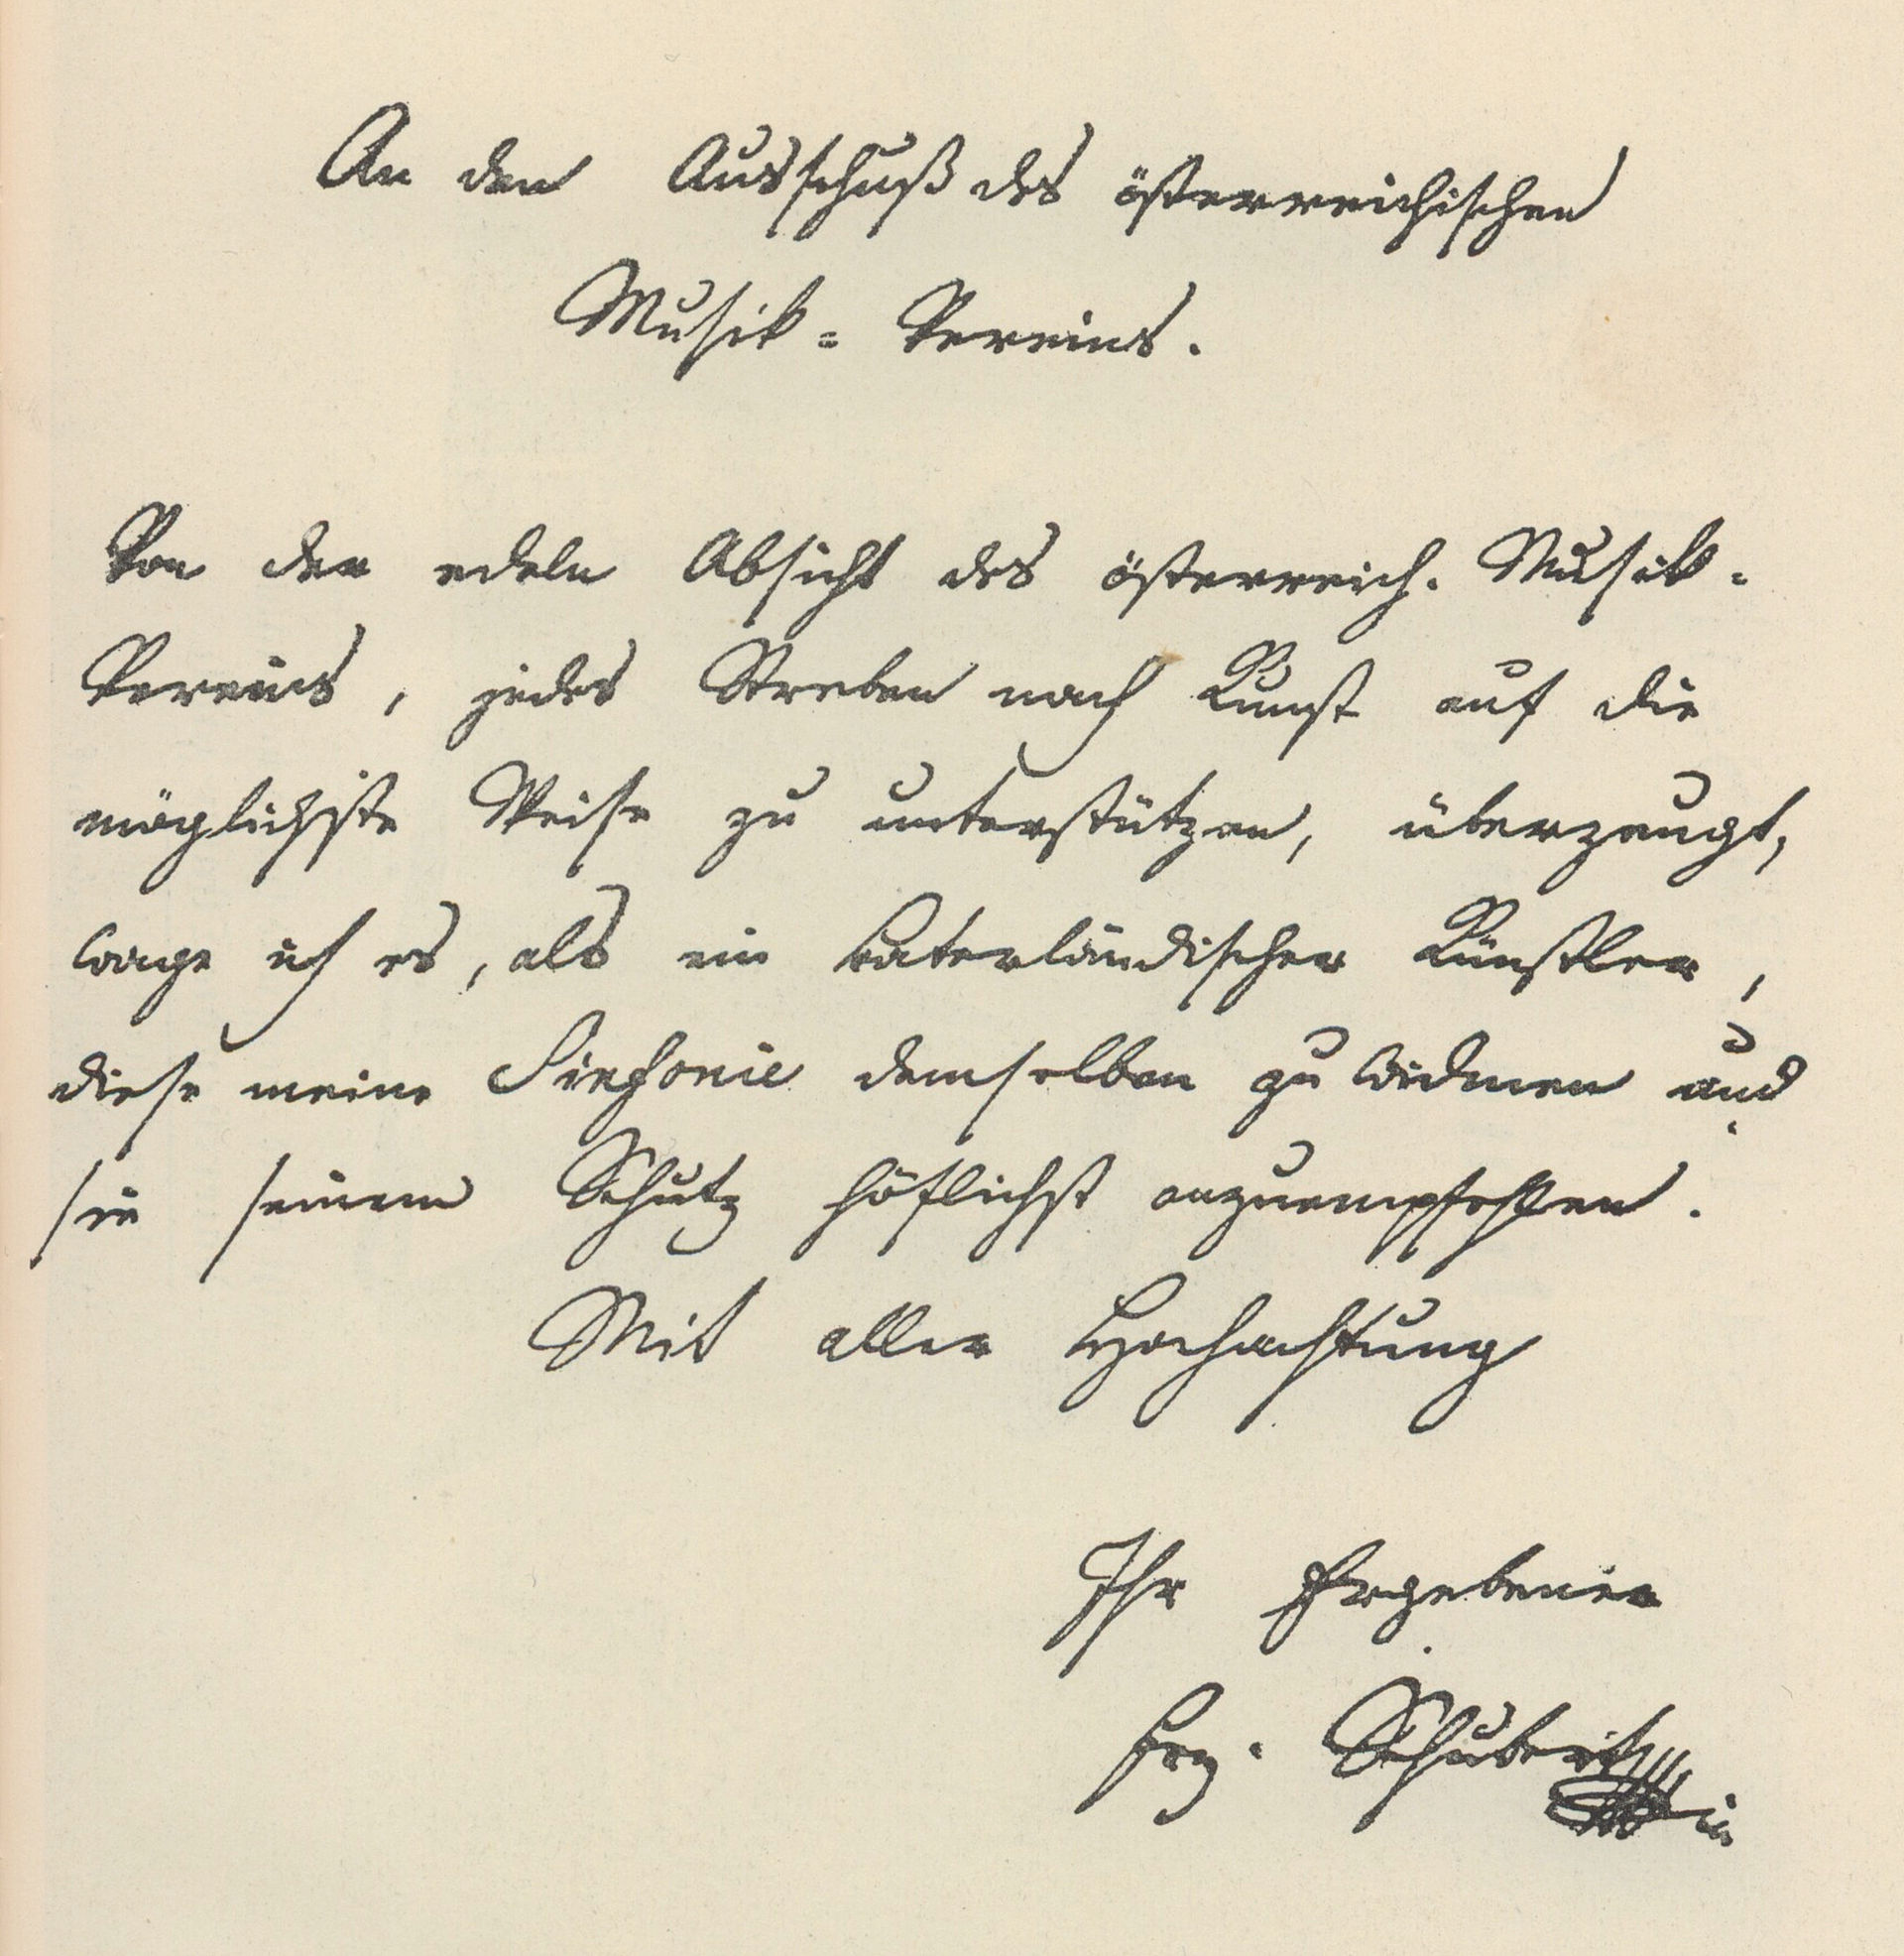 An den Ausschuß des österreichischen
Musik= Vereins.
Von der edeln Absicht des österreich. Musik=
Vereins, jedes Streben nach Kunst auf die
möglichste Weise zu unterstützen, überzeugt,
wage ich es, als ein vaterländischer Künstler,
diese meine Sinfonie demselben zu widmen und
sie seinem Schutz höflichst anzuempfehlen.
Mit aller Hochachtung
Ihr Ergebener
Frz. Schubert